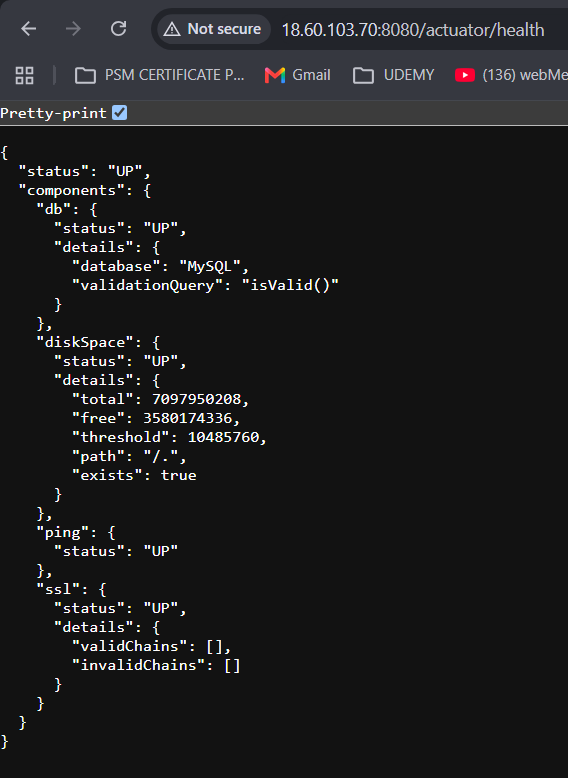 Not secure 18.60.103.70:8080/actuator/health
PSM CERTIFICATE P... Gmail UDEMY (136) webMe
Pretty-print
{
  "status": "UP",
  "components": {
    "db": {
      "status": "UP",
      "details": {
        "database": "MySQL",
        "validationQuery": "isValid()"
      }
    },
    "diskSpace": {
      "status": "UP",
      "details": {
        "total": 7097950208,
        "free": 3580174336,
        "threshold": 10485760,
        "path": "/.",
        "exists": true
      }
    },
    "ping": {
      "status": "UP"
    },
    "ssl": {
      "status": "UP",
      "details": {
        "validChains": [],
        "invalidChains": []
      }
    }
  }
}